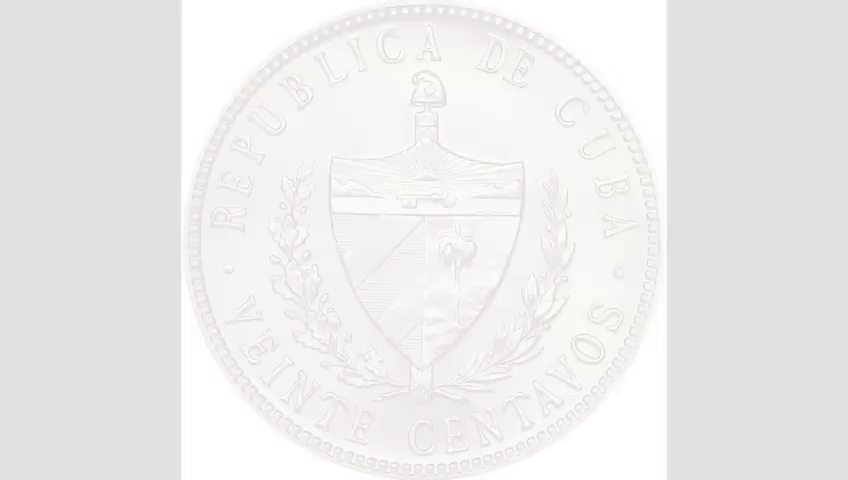 REPUBLICA DE CUBA
· VEINTE CENTAVOS ·